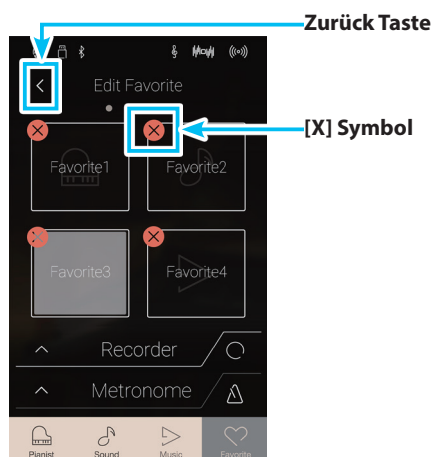 Zurück Taste
Edit Favorite
[X] Symbol
Favorite1 Favorite2
Favorite3 Favorite4
Recorder
Metronome
Pianist Sound Music Favorite